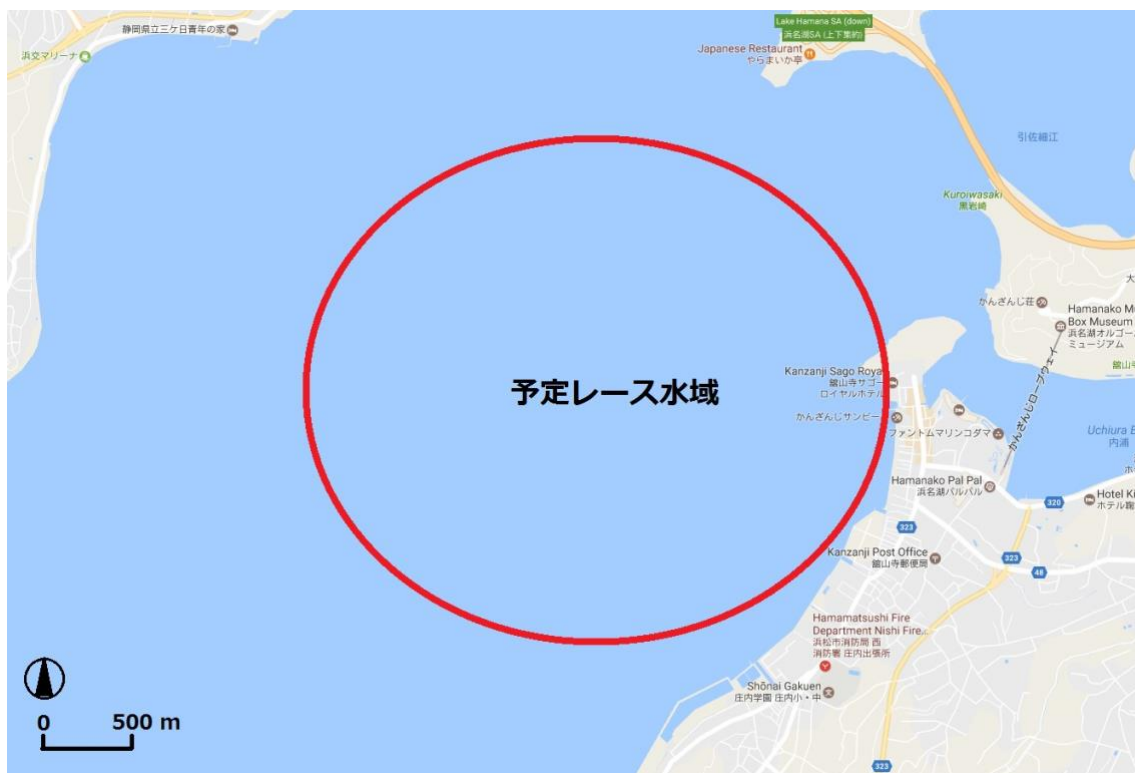 Lake Hamana SA (down)
浜名湖SA (上下集約)
静岡県立三ケ日青年の家
浜交マリーナ
Japanese Restaurant
やらまいか亭
引佐細江
Kuroiwasaki
黒岩崎
かんざんじ荘
Hamanako Mu
Box Museum
浜名湖オルゴール
ミュージアム
舘山寺
かんざんじロープウェイ
Kanzanji Sago Roya
舘山寺サゴー
ロイヤルホテル
予定レース水域
かんざんじサンビー
ファントムマリンコダマ
Uchiura B
内浦
ホ
Hamanako Pal Pal
浜名湖パルパル
Hotel Ki
ホテル鞠
320
323
323
48
Kanzanji Post Office
舘山寺郵便局
Hamamatsushi Fire
Department Nishi Fire...
浜松市消防局 西
消防署 庄内出張所
Shōnai Gakuen
庄内学園 庄内小・中
323
0 500 m